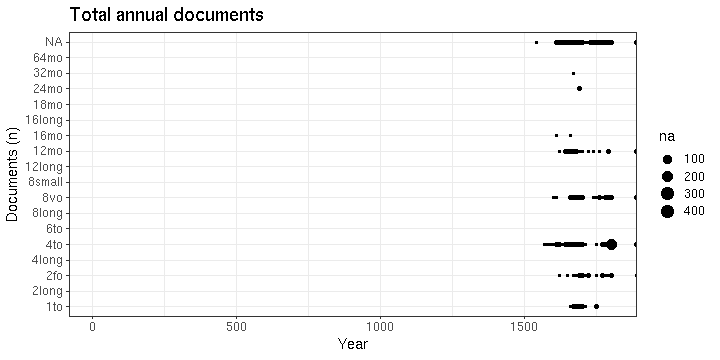 Total annual documents
Documents (n)
NA
64mo
32mo
24mo
18mo
16long
16mo
12mo
12long
8small
8vo
8long
6to
4to
4long
2fo
2long
1to
0
500
1000
1500
Year
na
100
200
300
400